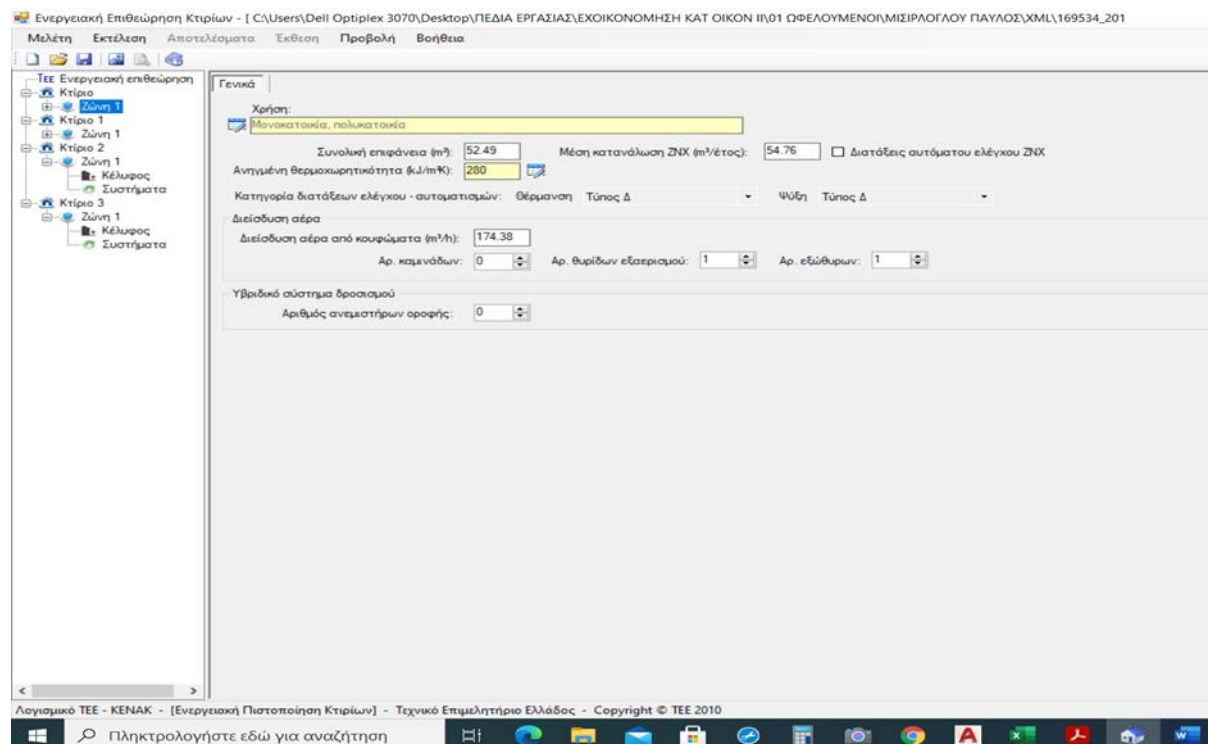 Ενεργειακή Επιθεώρηση Κτιρίων - [ C:\Users\Dell Optiplex 3070\Desktop\ΠΕΔΙΑ ΕΡΓΑΣΙΑΣ\ΕΧΟΙΚΟΝΟΜΗΣΗ ΚΑΤ ΟΙΚΟΝ ΙΙ\01 ΩΦΕΛΟΥΜΕΝΟΙ\ΜΙΣΙΡΛΟΓΛΟΥ ΠΑΥΛΟΣ\XML\169534_201
Μελέτη Εκτέλεση Αποτελέσματα Έκθεση Προβολή Βοήθεια
ΤΕΕ Ενεργειακή επιθεώρηση
Κτίριο
Ζώνη 1
Κτίριο 1
Ζώνη 1
Κτίριο 2
Ζώνη 1
Κέλυφος
Συστήματα
Κτίριο 3
Ζώνη 1
Κέλυφος
Συστήματα
Γενικά
Χρήση:
Μονοκατοικία, πολυκατοικία
Συνολική επιφάνεια (m²): 52.49 Μέση κατανάλωση ΖΝΧ (m³/έτος): 54.76 Διατάξεις αυτόματου ελέγχου ΖΝΧ
Ανηγμένη θερμοχωρητικότητα (kJ/m²K): 280
Κατηγορία διατάξεων ελέγχου - αυτοματισμών: Θέρμανση Τύπος Δ Ψύξη Τύπος Δ
Διείσδυση αέρα
Διείσδυση αέρα από κουφώματα (m³/h): 174.38
Αρ. καμινάδων: 0 Αρ. θυρίδων εξαερισμού: 1 Αρ. εξώθυρων: 1
Υβριδικό σύστημα δροσισμού
Αριθμός ανεμιστήρων οροφής: 0
Λογισμικό ΤΕΕ - ΚΕΝΑΚ - [Ενεργειακή Πιστοποίηση Κτιρίων] - Τεχνικό Επιμελητήριο Ελλάδος - Copyright © ΤΕΕ 2010
Πληκτρολογήστε εδώ για αναζήτηση